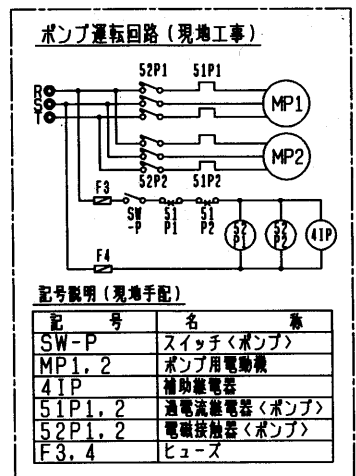 ポンプ運転回路(現地工事)
52P1 51P1
R
S
T
MP1
MP2
52P2 51P2
F3
SW
-P
51
P1
51
P2
52
P1
52
P2
4IP
F4
記号説明(現地手配)
記 号 名 称
SW-P スイッチ<ポンプ>
MP1,2 ポンプ用電動機
4IP 補助継電器
51P1,2 過電流継電器<ポンプ>
52P1,2 電磁接触器<ポンプ>
F3,4 ヒューズ